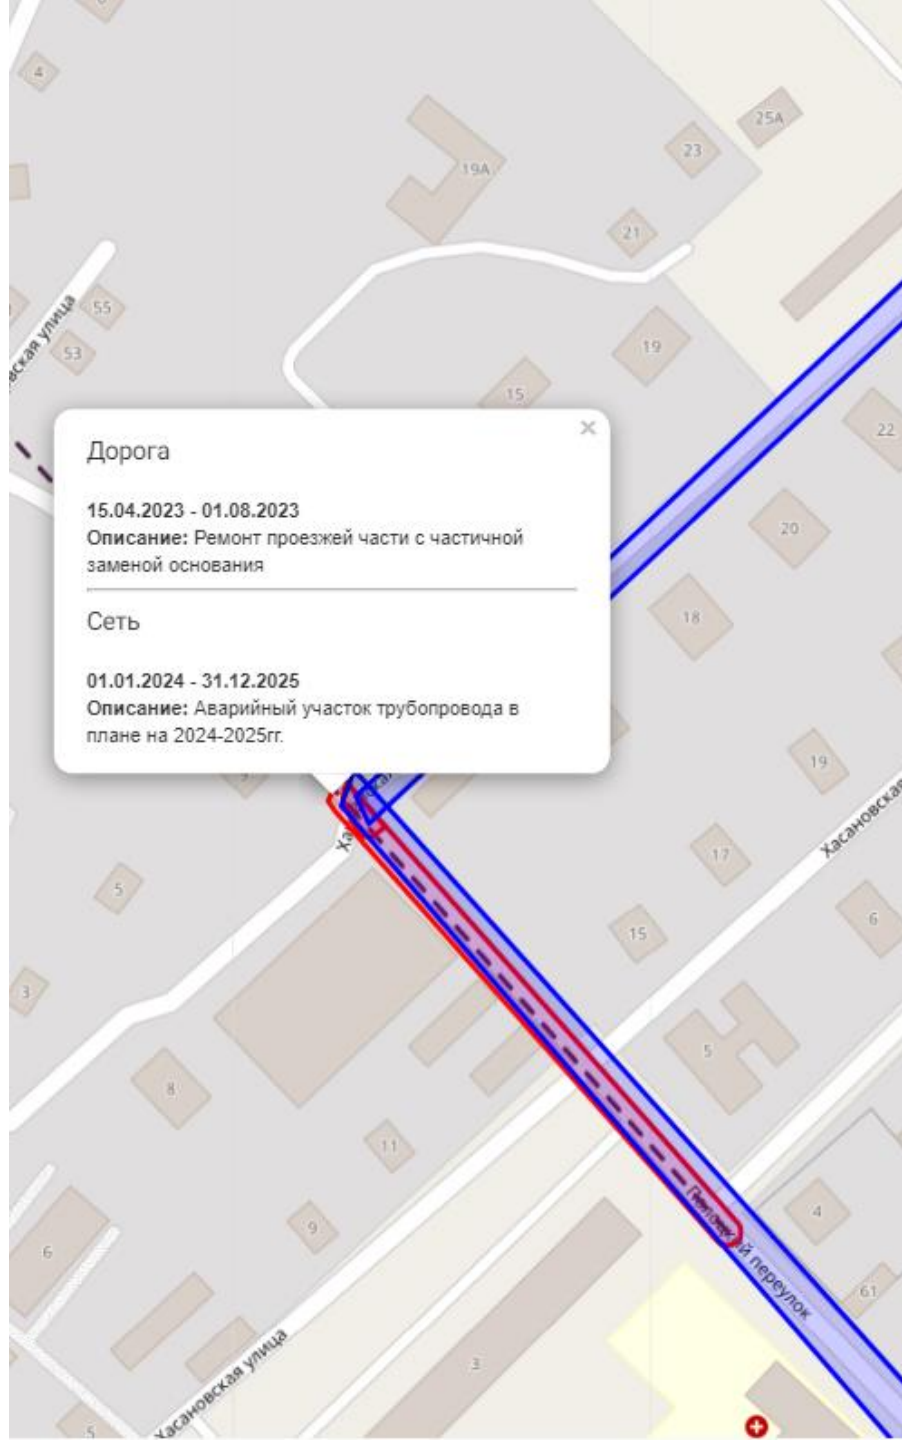 4
25А
23
19А
21
55
53
вская улица
19
15
22
×
Дорога
15.04.2023 - 01.08.2023
Описание: Ремонт проезжей части с частичной
заменой основания
20
Сеть
18
01.01.2024 - 31.12.2025
Описание: Аварийный участок трубопровода в
плане на 2024-2025гг.
19
Хасановская
17
5
6
15
3
5
8
11
4
9
6
переулок
61
Хасановская улица
3
5